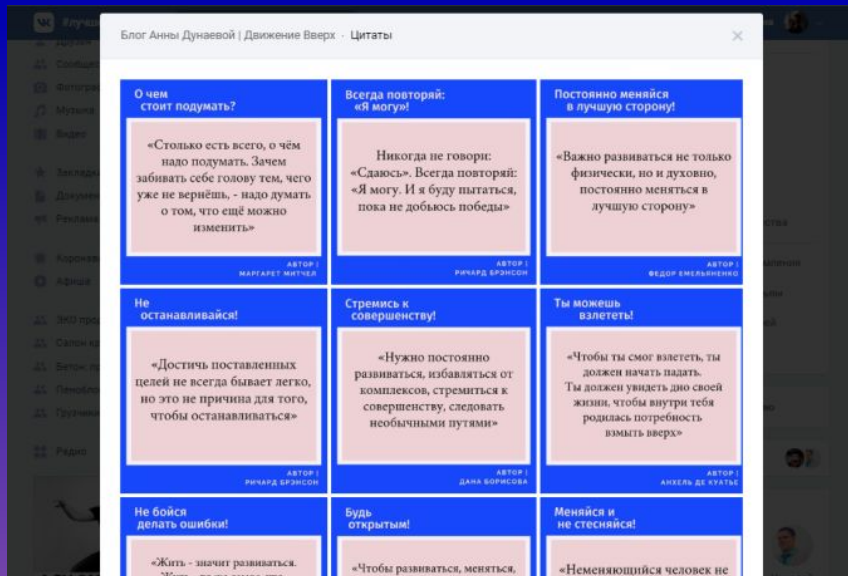 Блог Анны Дунаевой | Движение Вверх · Цитаты
О чем
стоит подумать?
«Столько есть всего, о чём
надо подумать. Зачем
забивать себе голову тем, чего
уже не вернёшь, - надо думать
о том, что ещё можно
изменить»
АВТОР |
МАРГАРЕТ МИТЧЕЛ
Всегда повторяй:
«Я могу»!
Никогда не говори:
«Сдаюсь». Всегда повторяй:
«Я могу. И я буду пытаться,
пока не добьюсь победы»
АВТОР |
РИЧАРД БРЭНСОН
Постоянно меняйся
в лучшую сторону!
«Важно развиваться не только
физически, но и духовно,
постоянно меняться в
лучшую сторону»
АВТОР |
ФЕДОР ЕМЕЛЬЯНЕНКО
Не
останавливайся!
«Достичь поставленных
целей не всегда бывает легко,
но это не причина для того,
чтобы останавливаться»
АВТОР |
РИЧАРД БРЭНСОН
Стремись к
совершенству!
«Нужно постоянно
развиваться, избавляться от
комплексов, стремиться к
совершенству, следовать
необычными путями»
АВТОР |
ДАНА БОРИСОВА
Ты можешь
взлететь!
«Чтобы ты смог взлететь, ты
должен начать падать.
Ты должен увидеть дно своей
жизни, чтобы внутри тебя
родилась потребность
взмыть вверх»
АВТОР |
АНХЕЛЬ ДЕ КУАТЬЕ
Не бойся
делать ошибки!
«Жить - значит развиваться.
Будь
открытым!
«Чтобы развиваться, меняться,
Меняйся и
не стесняйся!
«Неменяющийся человек не
Музыка
Видео
Реклама
Афиша
Радио